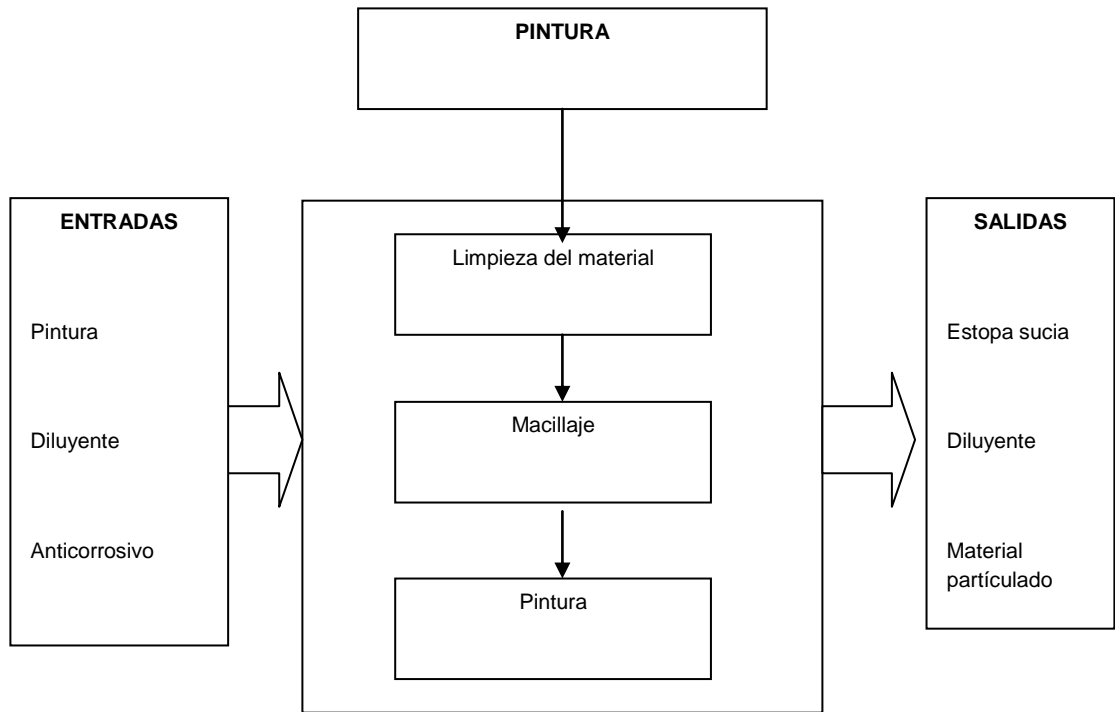 PINTURA
ENTRADAS
Pintura
Diluyente
Anticorrosivo
Limpieza del material
Macillaje
Pintura
SALIDAS
Estopa sucia
Diluyente
Material
partículado